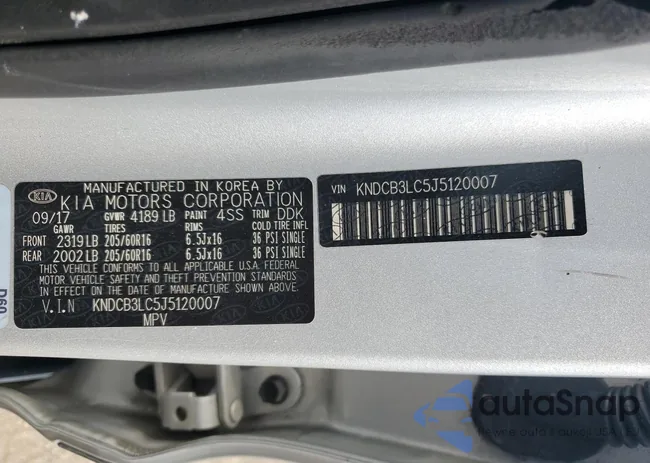 MANUFACTURED IN KOREA BY
KIA
KIA MOTORS CORPORATION
09/17 GVWR 4189 LB PAINT 4SS TRIM DDK
GAWR TIRES RIMS COLD TIRE INFL
FRONT 2319 LB 205/60R16 6.5Jx16 36 PSI SINGLE
REAR 2002 LB 205/60R16 6.5Jx16 36 PSI SINGLE
THIS VEHICLE CONFORMS TO ALL APPLICABLE U.S.A. FEDERAL
MOTOR VEHICLE SAFETY AND THEFT PREVENTION STANDARDS
IN EFFECT ON THE DATE OF MANUFACTURE SHOWN ABOVE.
V.I.N KNDCB3LC5J5120007
MPV
VIN KNDCB3LC5J5120007
D60
autoSnap